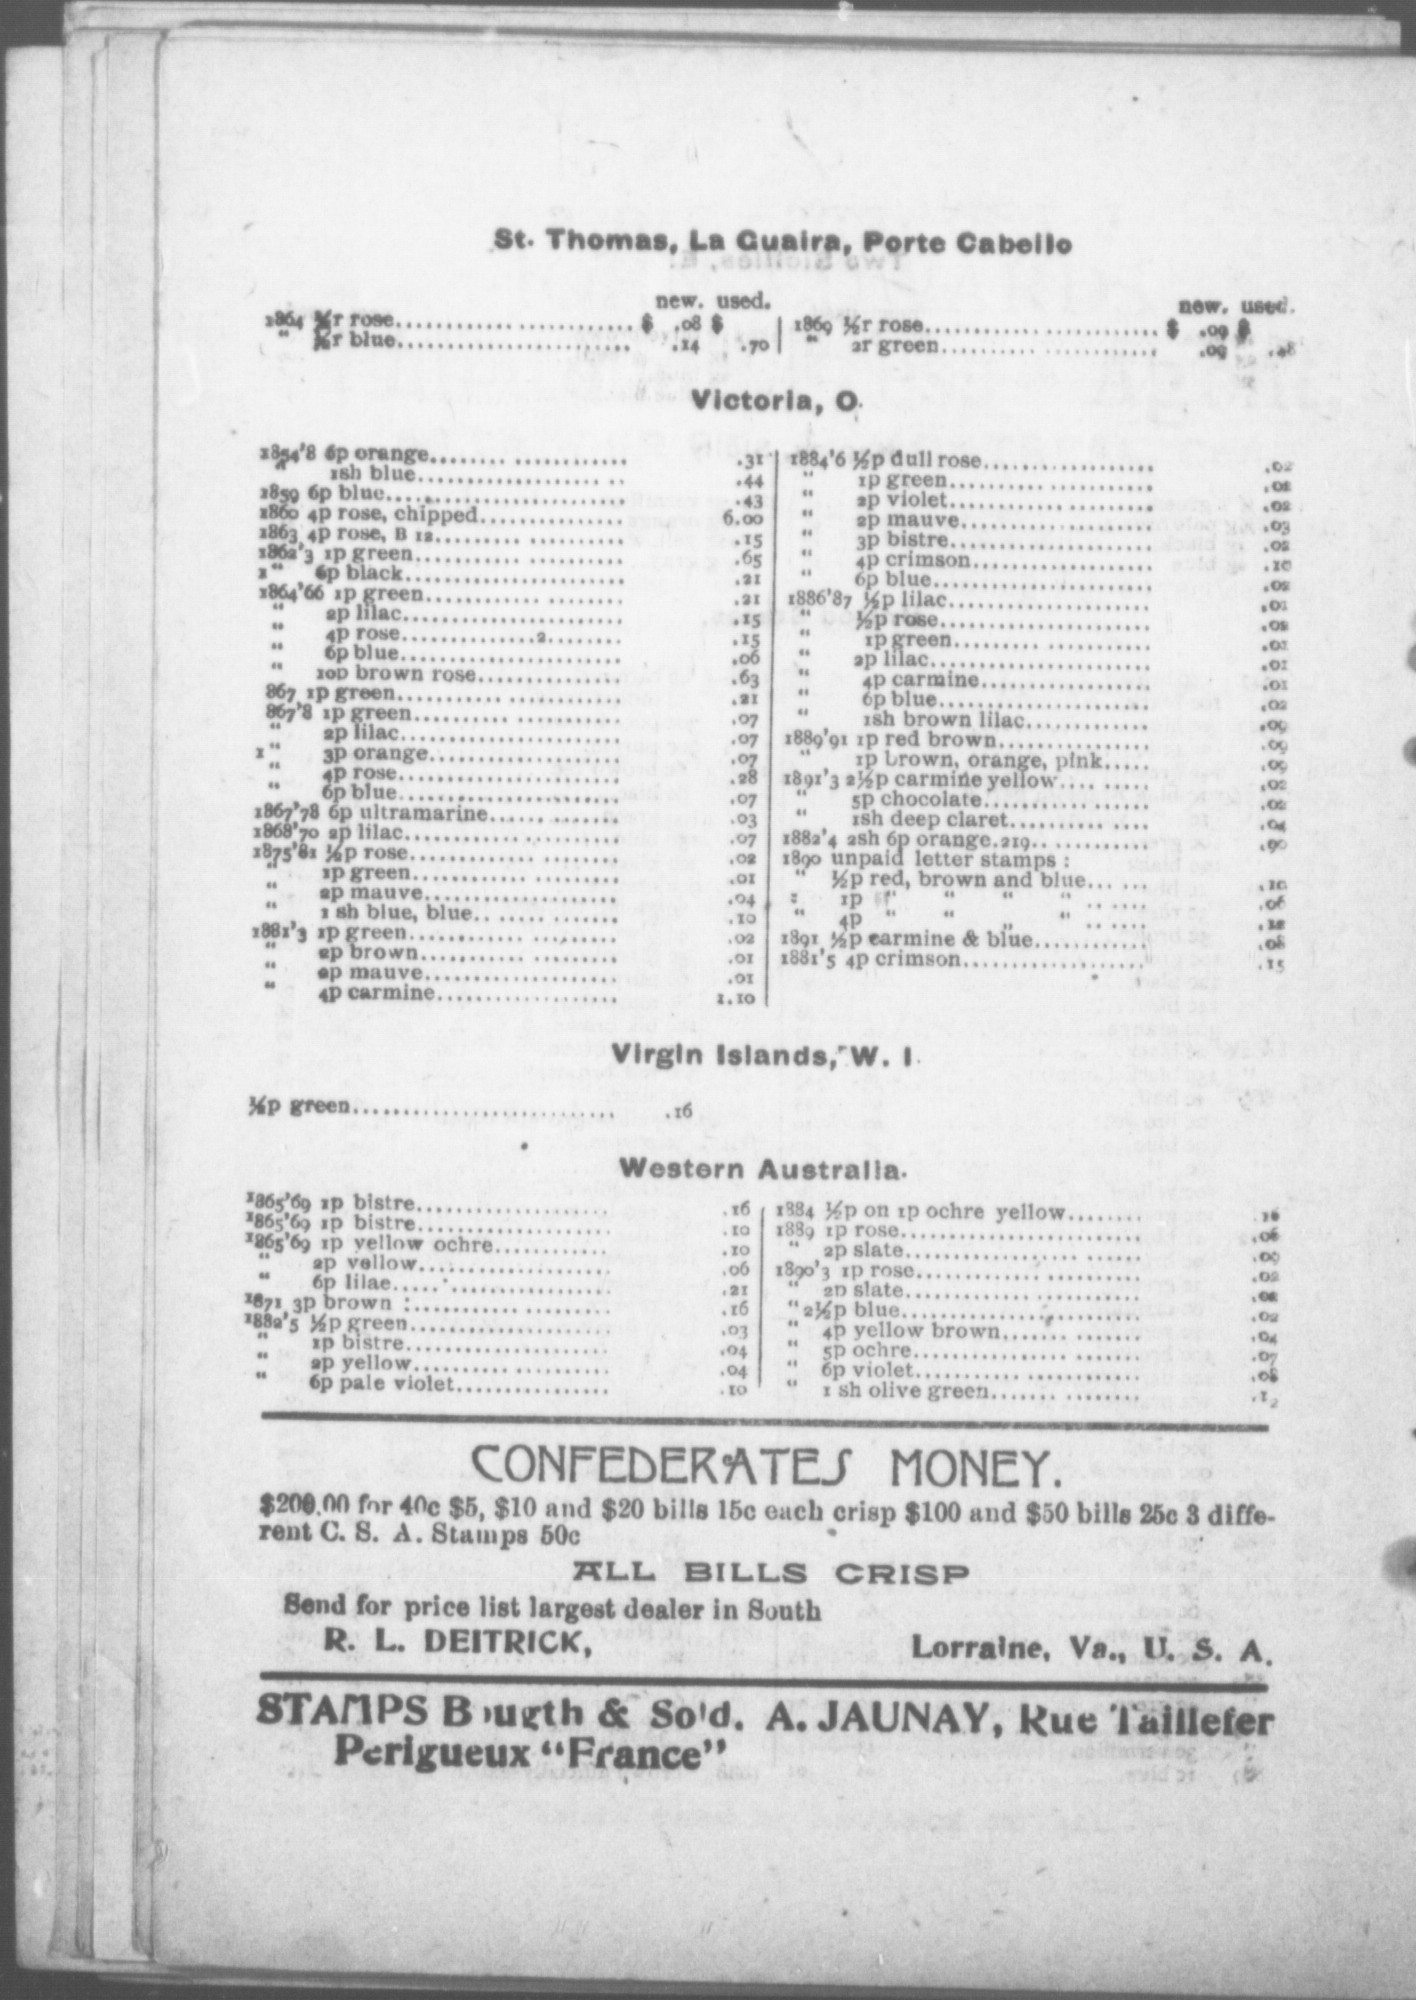 St. Thomas, La Guaira, Porte Cabello
new. used.
1864 ½r rose........................ $ .08 $
" ½r blue........................ .14 .70
new. used.
1869 ½r rose........................ $ .09 $
" 2r green........................ .09
Victoria, O.
1854'8 6p orange........ ............ .31
" 1sh blue.................. .. .44
1859 6p blue........................ .43
1860 4p rose, chipped.............. 6.00
1863 4p rose, B 12......... ........ .15
1862'3 1p green..................... .65
1 " 6p black...................... .21
1864'66 1p green........... ........ .21
" 2p lilac...................... .15
" 4p rose..............2........ .15
" 6p blue...................... .06
" 10p brown rose.............. .63
867 1p green....................... .21
867'8 1p green.......... ......... .07
" 2p lilac...................... .07
1 " 3p orange................... .07
" 4p rose...................... .28
" 6p blue...................... .07
1867'78 6p ultramarine...... ....... .03
1868'70 2p lilac..................... .07
1875'81 ½p rose............ ........ .02
" 1p green........... ......... .01
" 2p mauve................... .04
" 1 sh blue, blue.. ...... ....... .10
1881'3 1p green.......... ......... .02
" 2p brown......... ......... .01
" 2p mauve................... .01
" 4p carmine.................. 1.10
1884'6 ½p dull rose.................. .02
" 1p green......................
" 2p violet........... ......... .02
" 2p mauve................... .03
" 3p bistre.................... .02
" 4p crimson.................. .10
" 6p blue...................... .02
1886'87 ½p lilac.................... .01
" ½p rose.....................
" 1p green........... ......... .01
" 2p lilac...................... .01
" 4p carmine................. .01
" 6p blue..................... .02
" 1sh brown lilac............ .09
1889'91 1p red brown............... .09
" 1p brown, orange, pink..... .09
1891'3 2½p carmine yellow.... ..... .02
" 5p chocolate........... ...... .02
" 1sh deep claret.......... .... .04
1882'4 2sh 6p orange.219.. .......... .90
1890 unpaid letter stamps :
" ½p red, brown and blue... ... .10
: 1p " " " " .. .... .06
" 4p " " " " .. .... .12
1891 ½p carmine & blue........... .08
1881'5 4p crimson.................. .15
Virgin Islands, W. I.
½p green........................... .16
Western Australia.
1865'69 1p bistre................... .16
1865'69 1p bistre................... .10
1865'69 1p yellow ochre............ .10
" 2p yellow................... .06
" 6p lilae..... ................ .21
1871 3p brown :........... ......... .16
1882'5 ½p green.................... .03
" 1p bistre.................... .04
" 2p yellow........... ........ .04
" 6p pale violet............... .10
1884 ½p on 1p ochre yellow........
1889 1p rose........................ .06
" 2p slate................. ...... .09
1890'3 1p rose...................... .02
" 2p slate.......................
" 2½p blue....................... .02
" 4p yellow brown....... ....... .04
" 5p ochre.............. ....... .07
" 6p violet........... ........... .08
" 1 sh olive green....... ........
CONFEDERATES MONEY.
$200.00 for 40c $5, $10 and $20 bills 15c each crisp $100 and $50 bills 25c 3 diffe-
rent C. S. A. Stamps 50c
ALL BILLS CRISP
Send for price list largest dealer in South
R. L. DEITRICK, Lorraine, Va., U. S. A.
STAMPS Bougth & Sold. A. JAUNAY, Rue Taillefer
Perigueux "France"